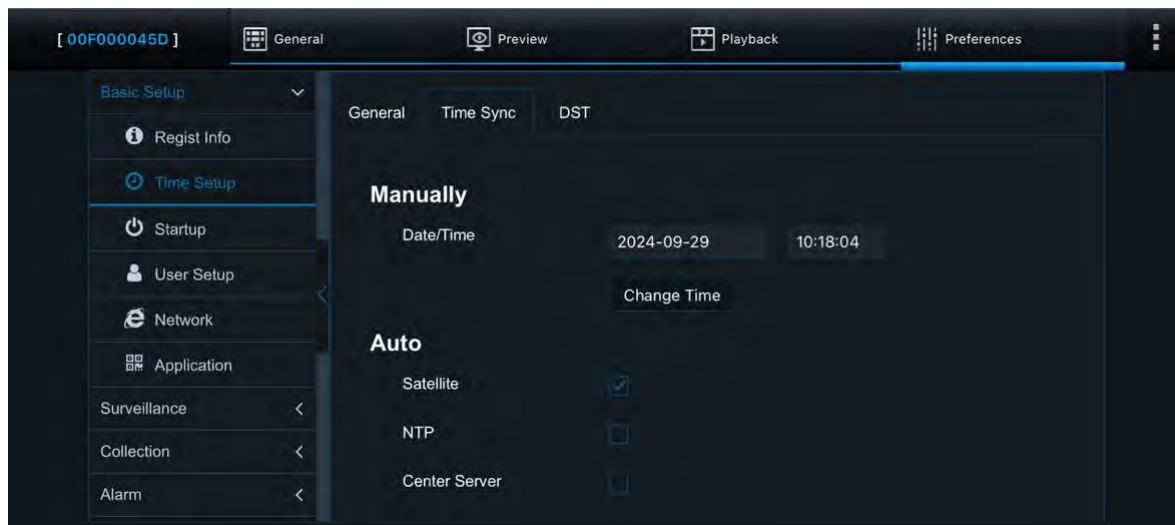 [ 00F000045D ] General Preview Playback Preferences
Basic Setup
Regist Info
Time Setup
Startup
User Setup
Network
Application
Surveillance
Collection
Alarm
General Time Sync DST
Manually
Date/Time 2024-09-29 10:18:04
Change Time
Auto
Satellite
NTP
Center Server